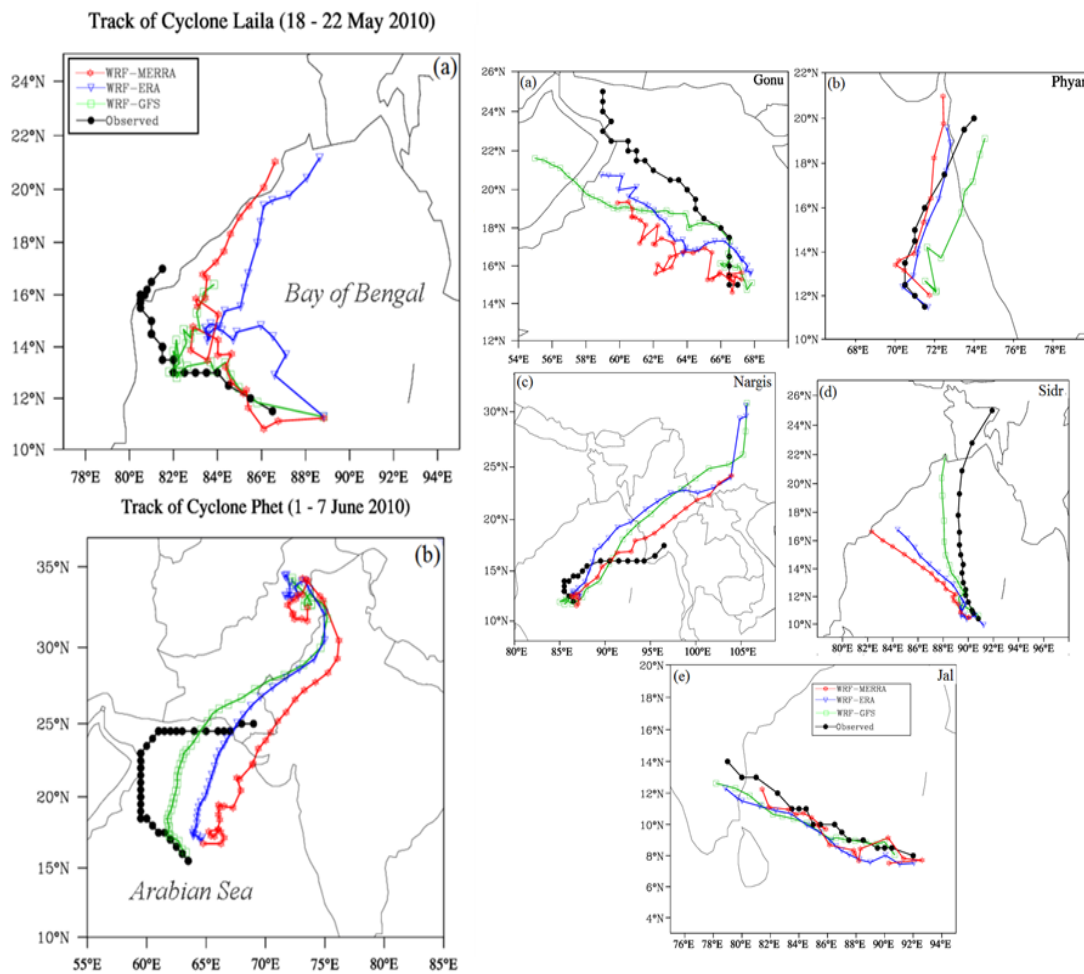 Track of Cyclone Laila (18 - 22 May 2010)
(a)
WRF-MERRA
WRF-ERA
WRF-GFS
Observed
24°N
22°N
20°N
18°N
16°N
14°N
12°N
10°N
Bay of Bengal
78°E 80°E 82°E 84°E 86°E 88°E 90°E 92°E 94°E
Track of Cyclone Phet (1 - 7 June 2010)
(b)
35°N
30°N
25°N
20°N
15°N
10°N
Arabian Sea
55°E 60°E 65°E 70°E 75°E 80°E 85°E
(a) Gonu
26°N
24°N
22°N
20°N
18°N
16°N
14°N
12°N
54°E 56°E 58°E 60°E 62°E 64°E 66°E 68°E
(b) Phyan
22°N
20°N
18°N
16°N
14°N
12°N
10°N
68°E 70°E 72°E 74°E 76°E 78°E
(c) Nargis
30°N
25°N
20°N
15°N
10°N
80°E 85°E 90°E 95°E 100°E 105°E
(d) Sidr
26°N
24°N
22°N
20°N
18°N
16°N
14°N
12°N
10°N
80°E 82°E 84°E 86°E 88°E 90°E 92°E 94°E
(e) Jal
WRF-MERRA
WRF-ERA
WRF-GFS
Observed
20°N
18°N
16°N
14°N
12°N
10°N
8°N
6°N
4°N
76°E 78°E 80°E 82°E 84°E 86°E 88°E 90°E 92°E 94°E